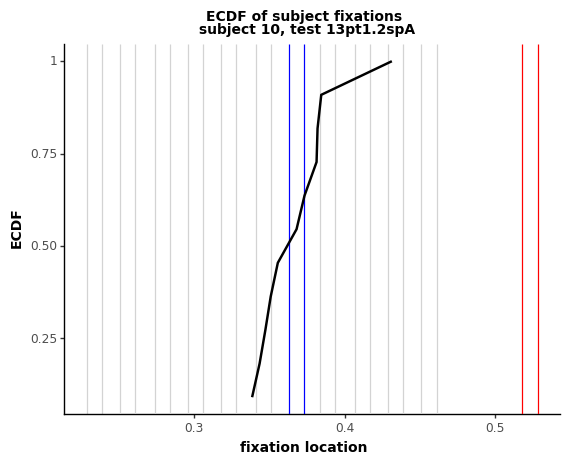 ECDF of subject fixations
subject 10, test 13pt1.2spA
1
0.75
0.50
0.25
ECDF
0.3
0.4
0.5
fixation location